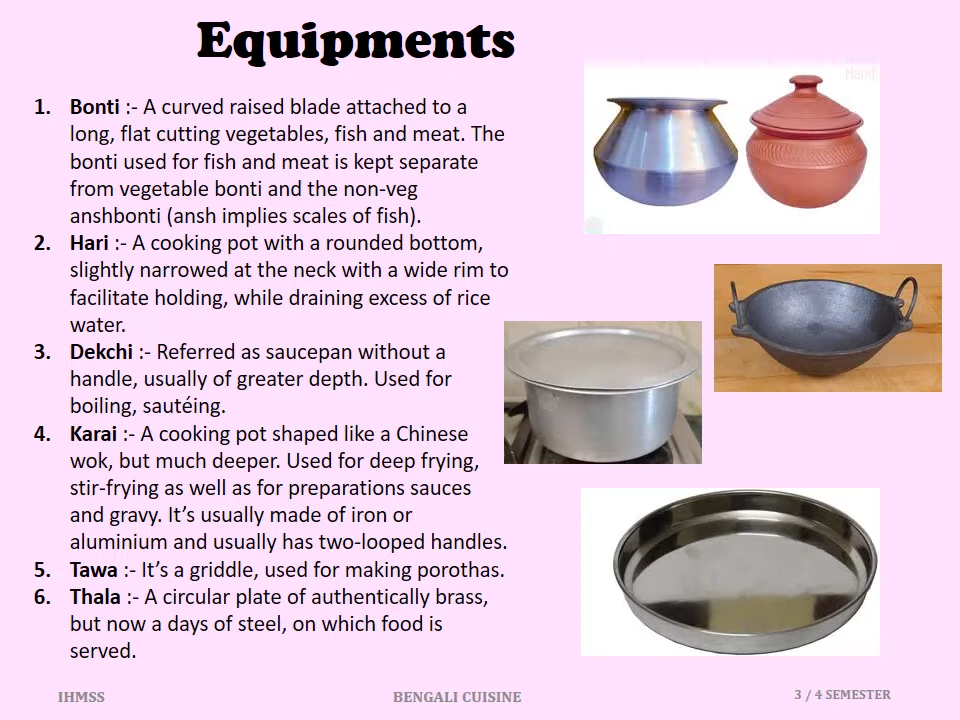 Equipments
1. Bonti :- A curved raised blade attached to a
long, flat cutting vegetables, fish and meat. The
bonti used for fish and meat is kept separate
from vegetable bonti and the non-veg
anshbonti (ansh implies scales of fish).
2. Hari :- A cooking pot with a rounded bottom,
slightly narrowed at the neck with a wide rim to
facilitate holding, while draining excess of rice
water.
3. Dekchi :- Referred as saucepan without a
handle, usually of greater depth. Used for
boiling, sautéing.
4. Karai :- A cooking pot shaped like a Chinese
wok, but much deeper. Used for deep frying,
stir-frying as well as for preparations sauces
and gravy. It’s usually made of iron or
aluminium and usually has two-looped handles.
5. Tawa :- It’s a griddle, used for making porothas.
6. Thala :- A circular plate of authentically brass,
but now a days of steel, on which food is
served.
IHMSS
BENGALI CUISINE
3 / 4 SEMESTER